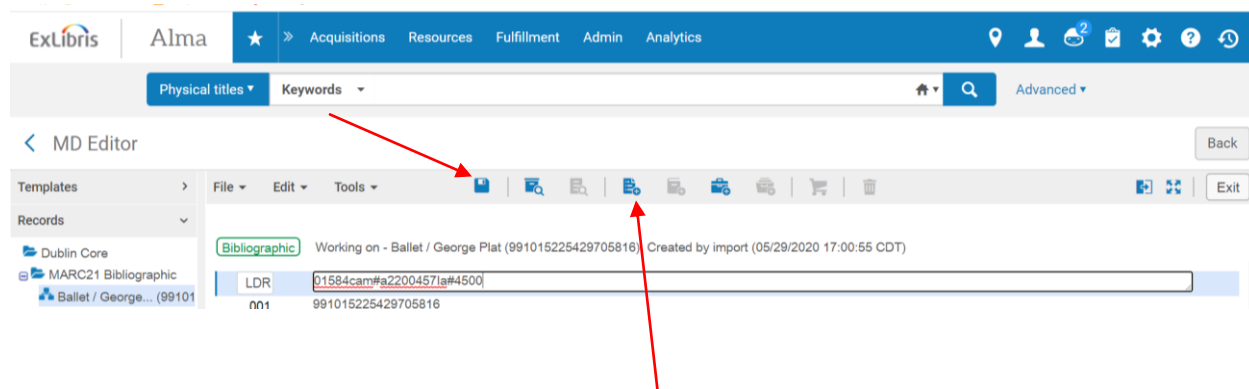 ExLibris Alma Acquisitions Resources Fulfillment Admin Analytics 2
Physical titles Keywords Advanced
MD Editor Back
Templates File Edit Tools Exit
Records
Dublin Core
Bibliographic Working on - Ballet / George Plat (991015225429705816) Created by import (05/29/2020 17:00:55 CDT)
MARC21 Bibliographic
LDR 01584cam#a2200457Ia#4500
Ballet / George... (99101
001 991015225429705816